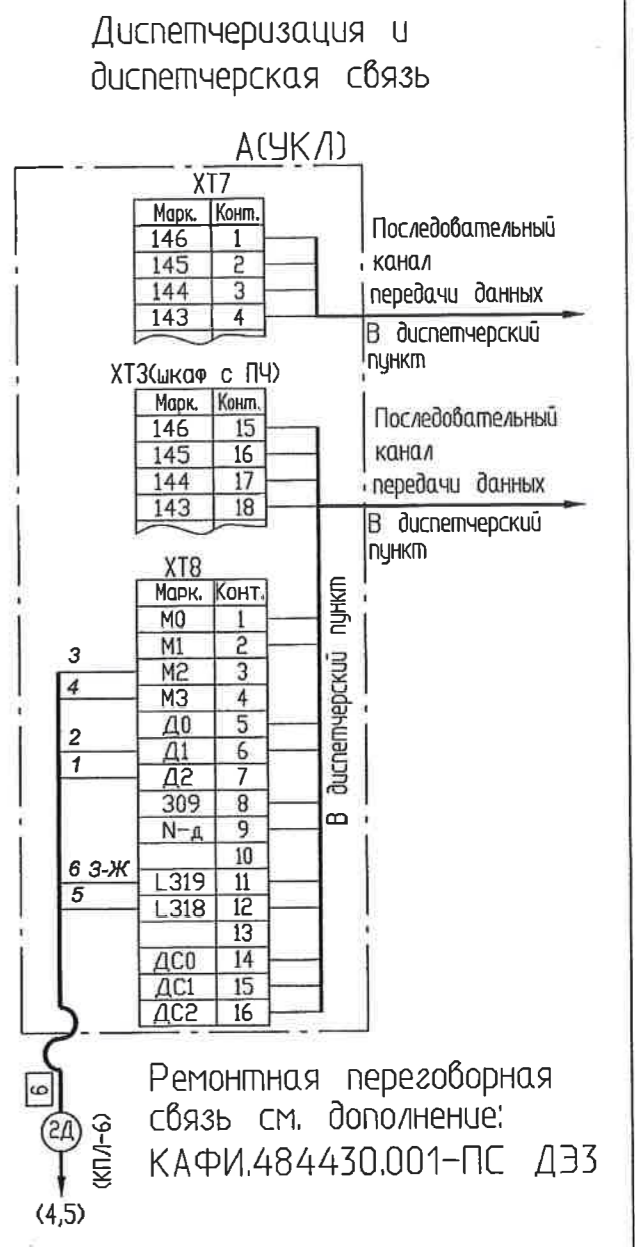 Диспетчеризация и
диспетчерская связь
А(УКЛ)
XT7
Марк. Конт.
146 1
145 2
144 3
143 4
Последовательный
канал
передачи данных
В диспетчерский
пункт
XT3(шкаф с ПЧ)
Марк. Конт.
146 15
145 16
144 17
143 18
Последовательный
канал
передачи данных
В диспетчерский
пункт
XT8
Марк. Конт.
М0 1
М1 2
3 М2 3
4 М3 4
Д0 5
2 Д1 6
1 Д2 7
309 8
N-д 9
10
6 З-Ж L319 11
5 L318 12
13
ДС0 14
ДС1 15
ДС2 16
В диспетчерский пункт
6
2Д
(КПЛ-6)
(4,5)
Ремонтная переговорная
связь см. дополнение:
КАФИ.484430.001-ПС ДЭ3